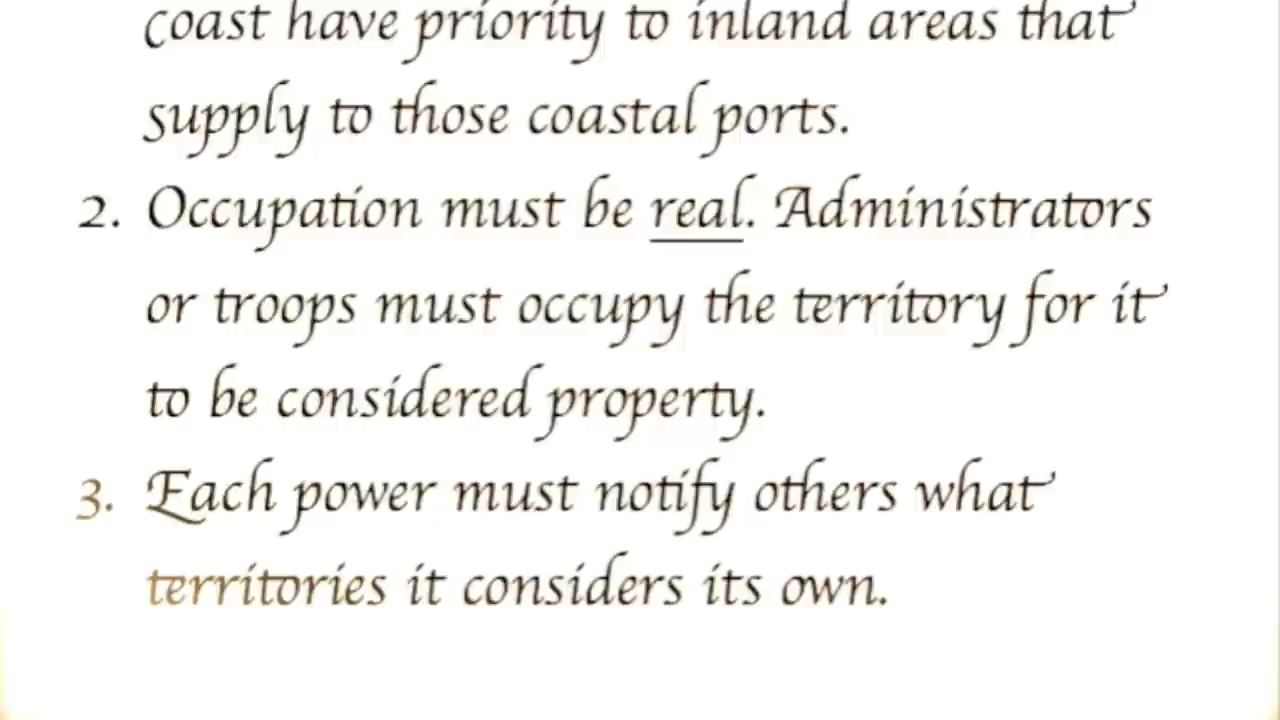 coast have priority to inland areas that
supply to those coastal ports.
2. Occupation must be real. Administrators
or troops must occupy the territory for it
to be considered property.
3. Each power must notify others what
territories it considers its own.